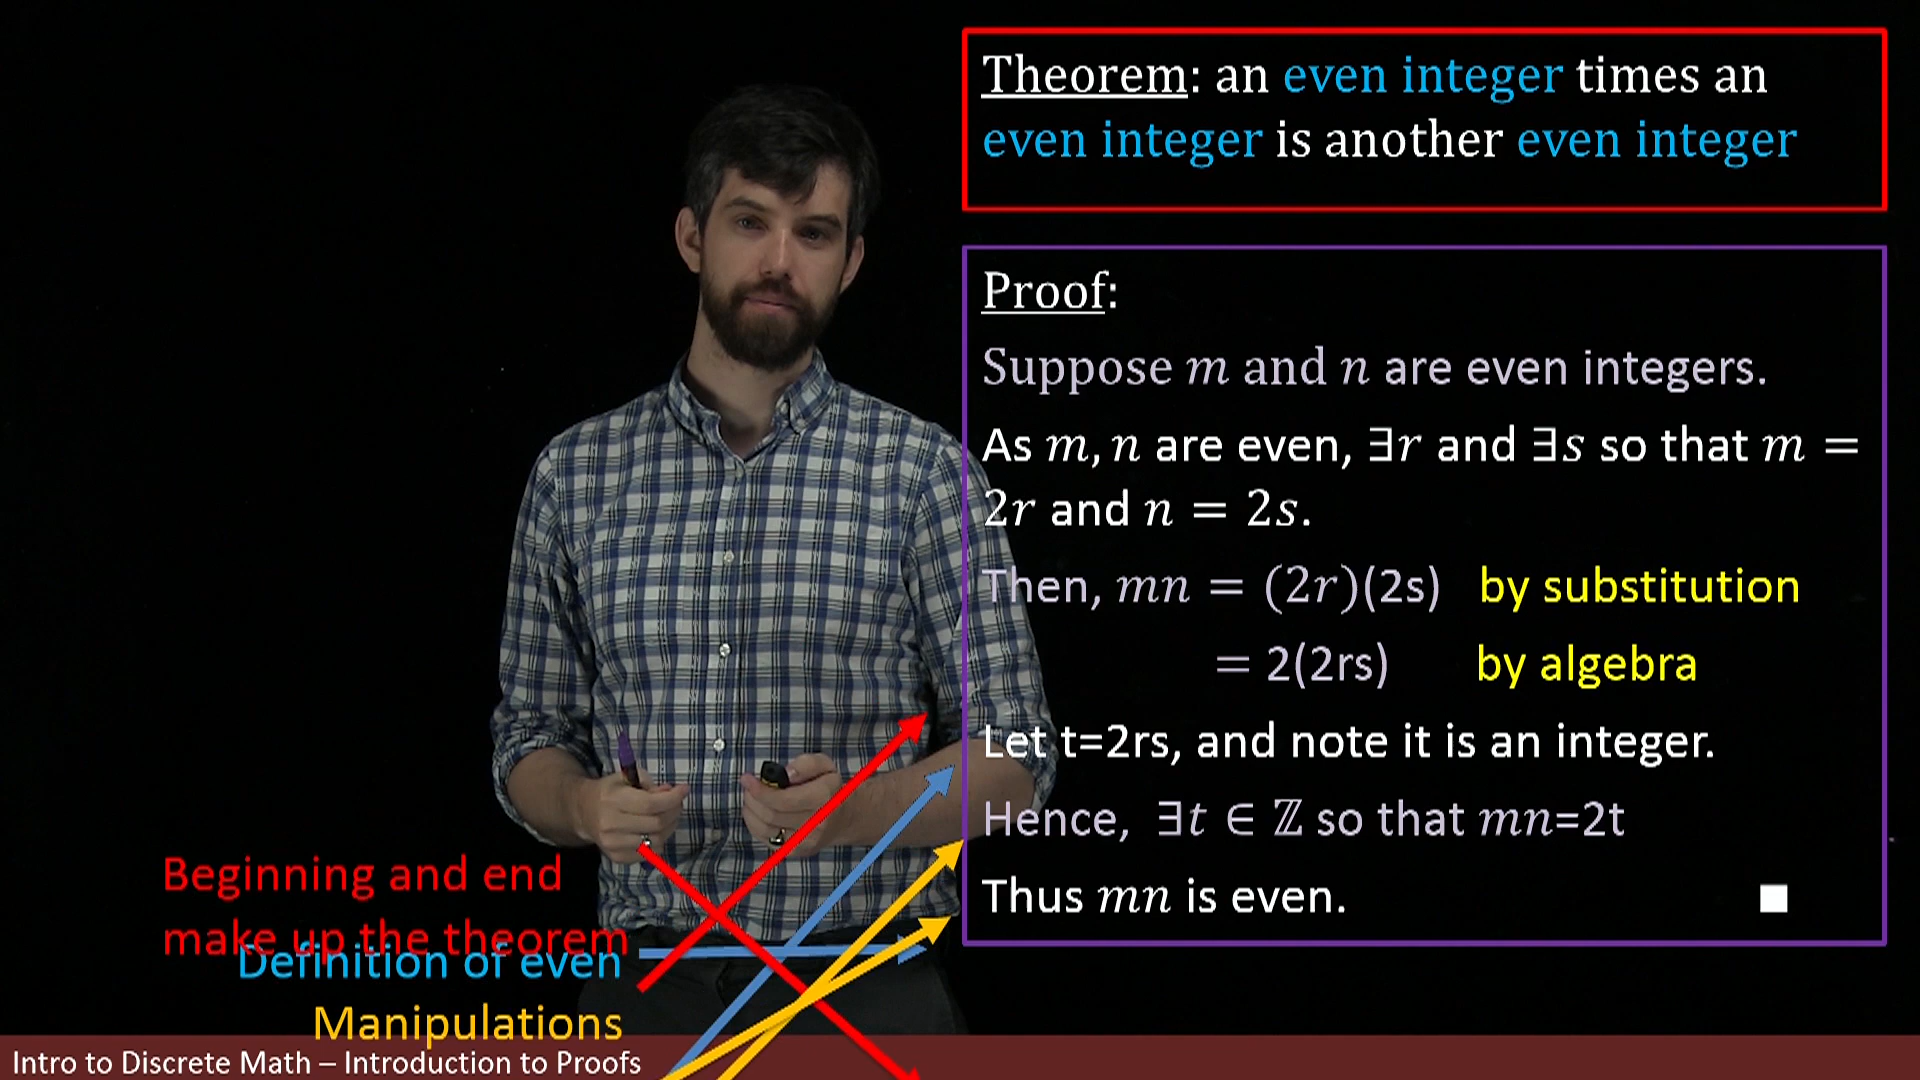 Theorem: an even integer times an
even integer is another even integer
Proof:
Suppose m and n are even integers.
As m, n are even, ∃r and ∃s so that m =
2r and n = 2s.
Then, mn = (2r)(2s) by substitution
= 2(2rs) by algebra
Let t=2rs, and note it is an integer.
Hence, ∃t ∈ ℤ so that mn=2t
Thus mn is even. ■
Beginning and end
make up the theorem
Definition of even
Manipulations
Intro to Discrete Math – Introduction to Proofs